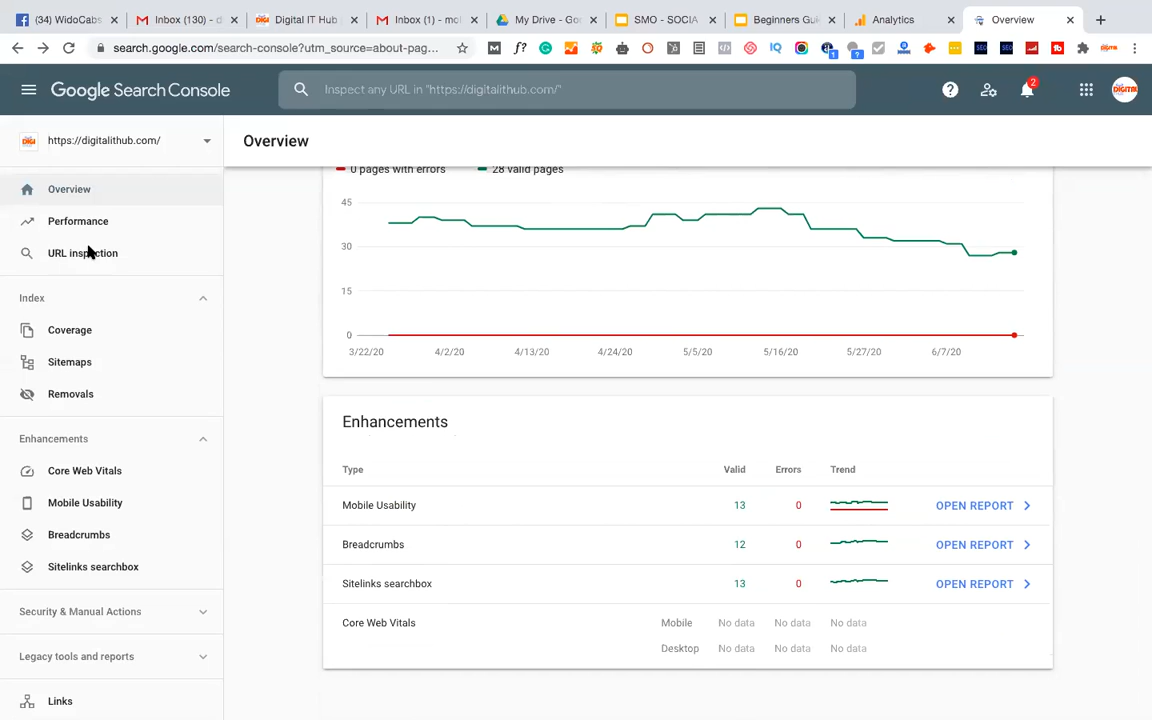 (34) WidoCabs
Inbox (130) - d
Digital IT Hub
Inbox (1) - mol
My Drive - Goo
SMO - SOCIA
Beginners Gui
Analytics
Overview
search.google.com/search-console?utm_source=about-pag...
Google Search Console
Inspect any URL in "https://digitalithub.com/"
2
https://digitalithub.com/
Overview
Overview
Performance
URL inspection
Index
Coverage
Sitemaps
Removals
Enhancements
Core Web Vitals
Mobile Usability
Breadcrumbs
Sitelinks searchbox
Security & Manual Actions
Legacy tools and reports
Links
0 pages with errors
28 valid pages
45
30
15
0
3/22/20 4/2/20 4/13/20 4/24/20 5/5/20 5/16/20 5/27/20 6/7/20
Enhancements
Type Valid Errors Trend
Mobile Usability 13 0 OPEN REPORT
Breadcrumbs 12 0 OPEN REPORT
Sitelinks searchbox 13 0 OPEN REPORT
Core Web Vitals Mobile No data No data No data
Desktop No data No data No data